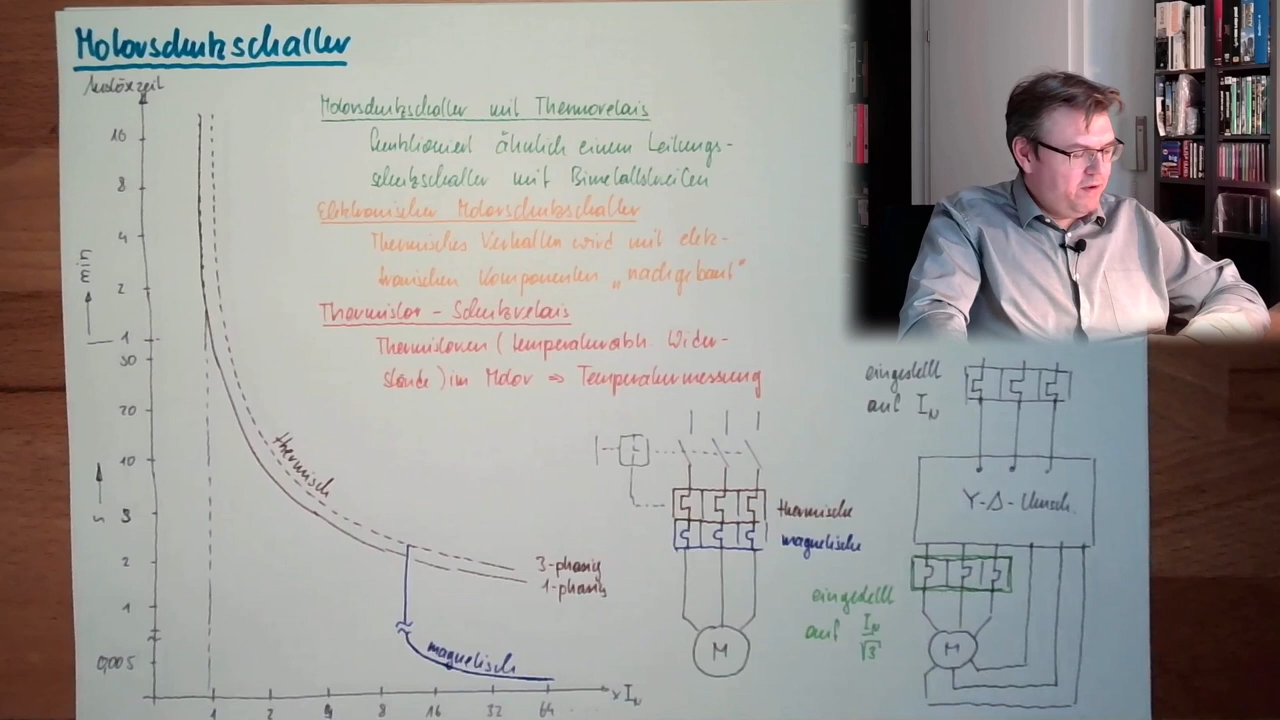 Motorschutzschalter
Auslösezeit
Motorschutzschalter mit Thermorelais
funktioniert ähnlich einem Leitungs-
schutzschalter mit Bimetallstreifen
Elektronischer Motorschutzschalter
Thermisches Verhalten wird mit elek-
tronischen Komponenten „nachgebaut"
Thermistor - Schutzrelais
Thermistoren (temperaturabh. Wider-
stände) im Motor ⇒ Temperaturmessung
16
8
4
2
1
min
30
20
10
5
2
1
0,005
s
thermisch
3-phasig
1-phasig
magnetisch
1 2 4 8 16 32 64
x I_N
thermische
magnetische
M
eingestellt
auf I_N
Y-Δ-Umsch.
eingestellt
auf I_N/√3
M